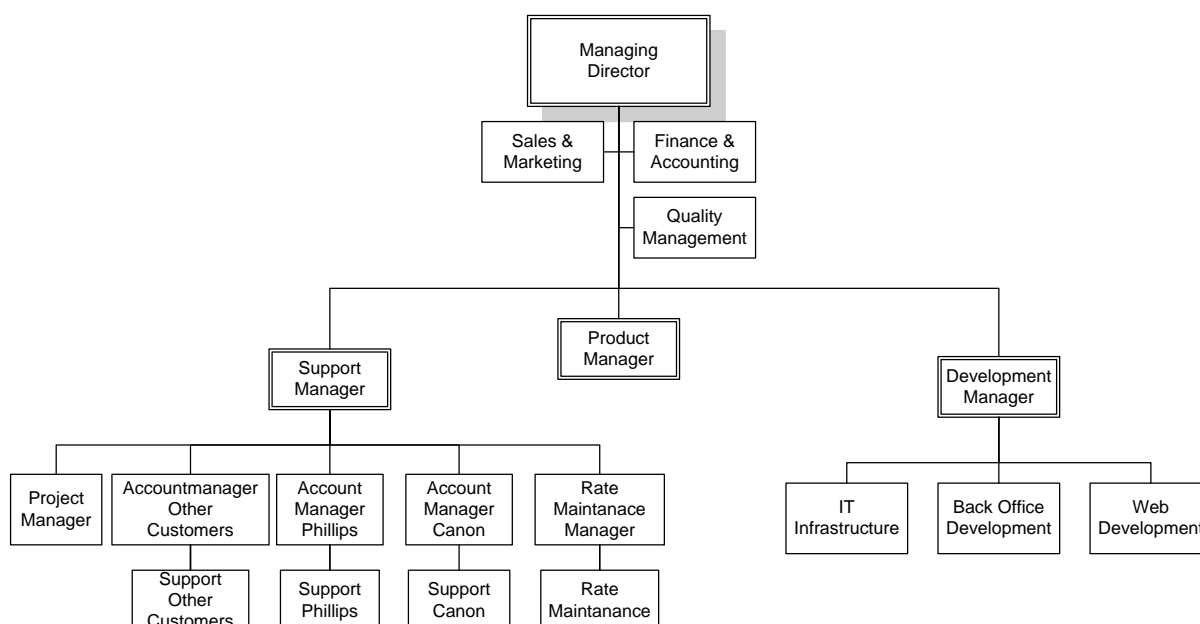 Managing
Director
Sales &
Marketing
Finance &
Accounting
Quality
Management
Product
Manager
Support
Manager
Development
Manager
Project
Manager
Accountmanager
Other
Customers
Account
Manager
Phillips
Account
Manager
Canon
Rate
Maintanace
Manager
IT
Infrastructure
Back Office
Development
Web
Development
Support
Other
Customers
Support
Phillips
Support
Canon
Rate
Maintanance